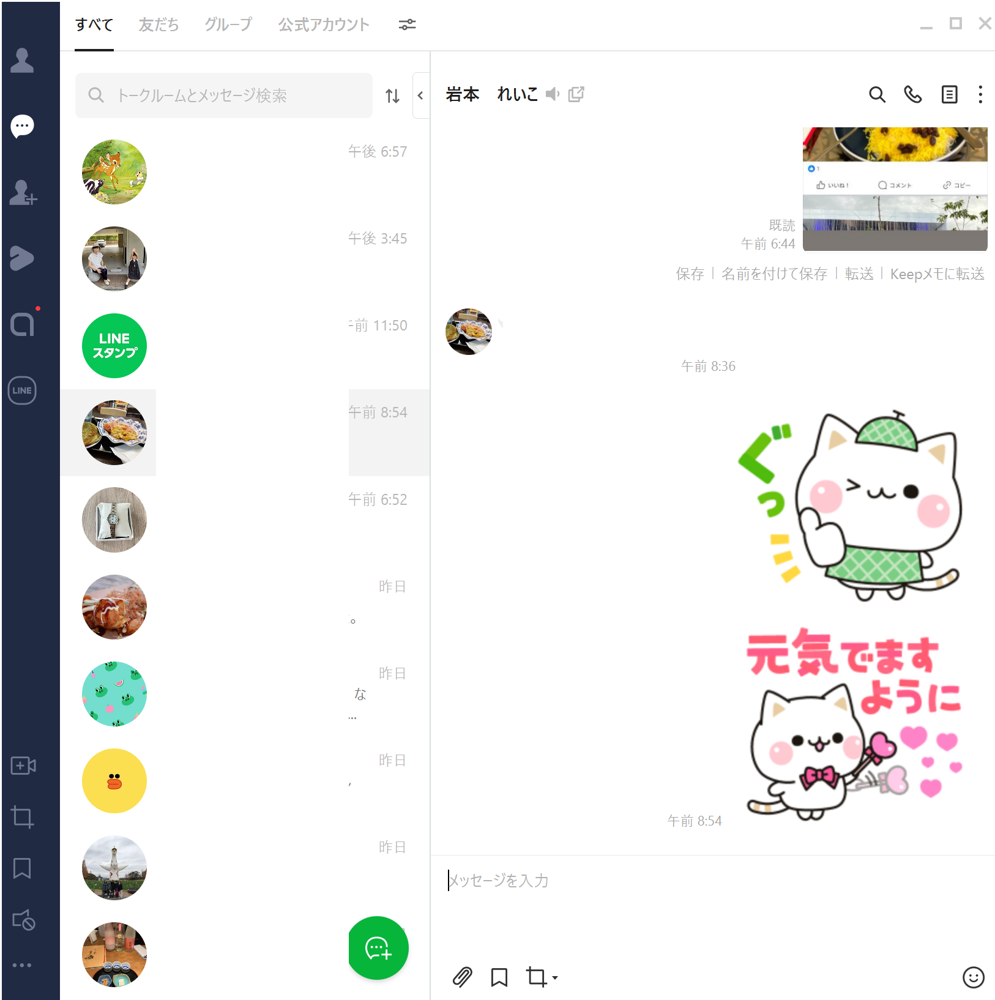 すべて
友だち
グループ
公式アカウント
トークルームとメッセージ検索
岩本　れいこ
午後 6:57
午後 3:45
LINE
スタンプ
午前 11:50
午前 8:54
午前 6:52
昨日
。
昨日
な
...
昨日
昨日
LINE
1
いいね！
コメント
コピー
既読
午前 6:44
保存
名前を付けて保存
転送
Keepメモに転送
午前 8:36
ぐっ
元気でます
ように
午前 8:54
メッセージを入力